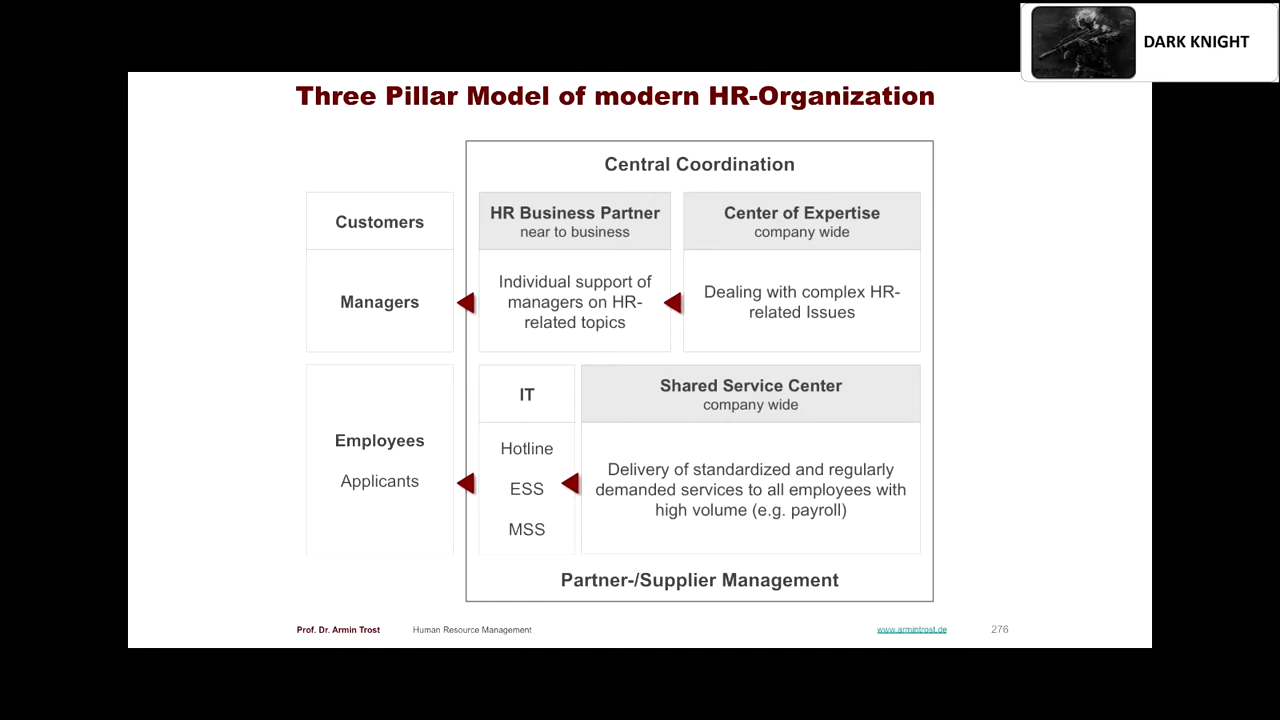 DARK KNIGHT
Three Pillar Model of modern HR-Organization
Central Coordination
Customers
HR Business Partner
near to business
Center of Expertise
company wide
Managers
Individual support of
managers on HR-
related topics
Dealing with complex HR-
related Issues
Employees
Applicants
IT
Hotline
ESS
MSS
Shared Service Center
company wide
Delivery of standardized and regularly
demanded services to all employees with
high volume (e.g. payroll)
Partner-/Supplier Management
Prof. Dr. Armin Trost
Human Resource Management
www.armintrost.de
276